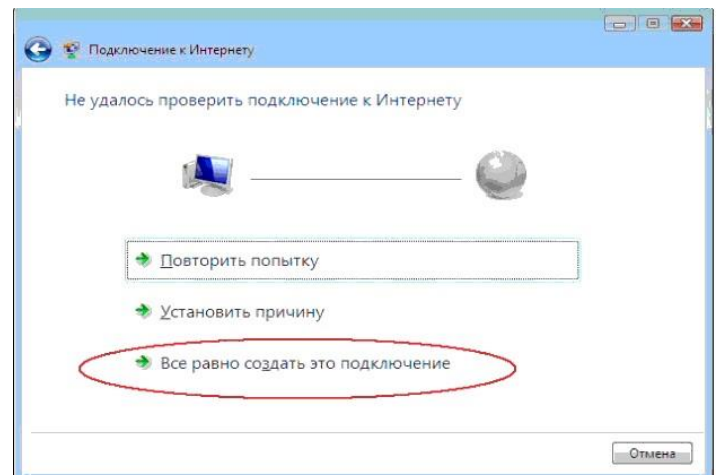 Подключение к Интернету
Не удалось проверить подключение к Интернету
Повторить попытку
Установить причину
Все равно создать это подключение
Отмена